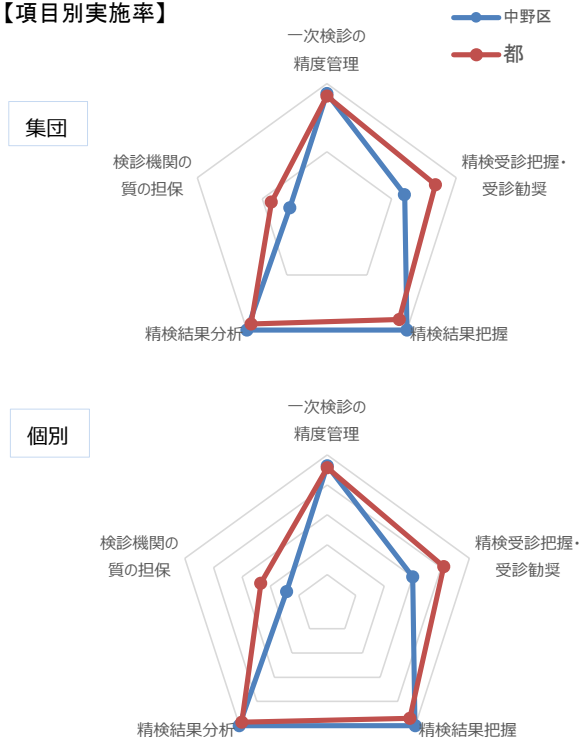 【項目別実施率】
中野区
都
集団
一次検診の
精度管理
精検受診把握・
受診勧奨
精検結果把握
精検結果分析
検診機関の
質の担保
個別
一次検診の
精度管理
精検受診把握・
受診勧奨
精検結果把握
精検結果分析
検診機関の
質の担保